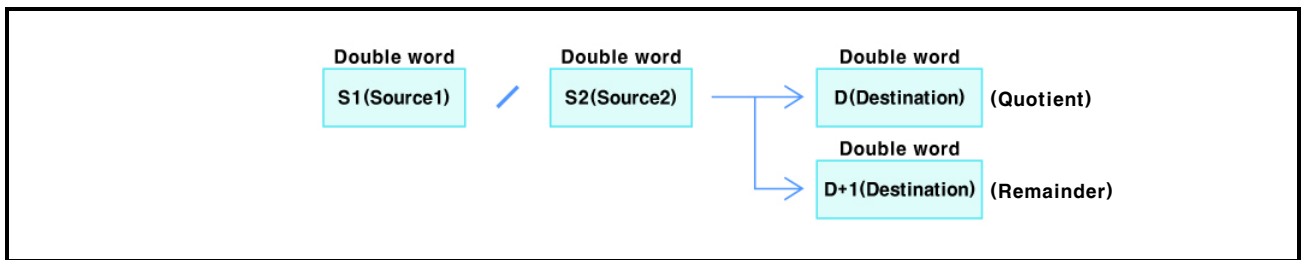 Double word Double word Double word
S1(Source1) / S2(Source2) D(Destination) (Quotient)
Double word
D+1(Destination) (Remainder)